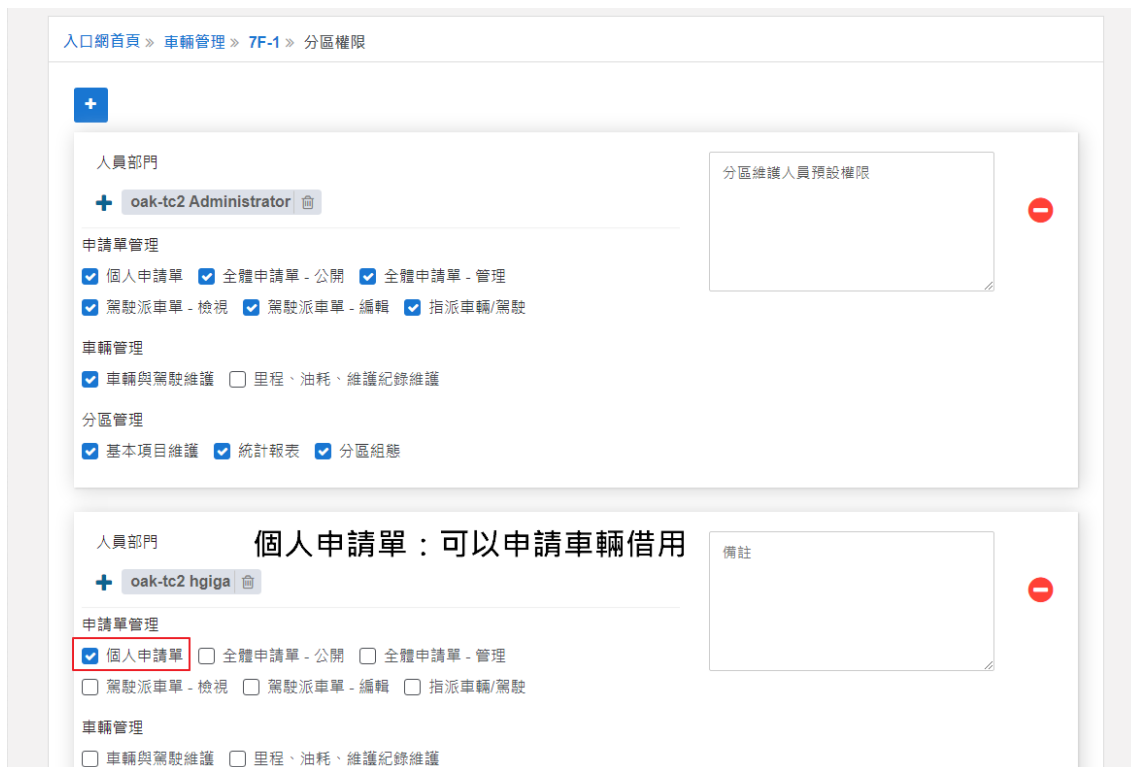 入口網首頁 » 車輛管理 » 7F-1 » 分區權限
+
人員部門
分區維護人員預設權限
+ oak-tc2 Administrator
申請單管理
個人申請單 全體申請單 - 公開 全體申請單 - 管理
駕駛派車單 - 檢視 駕駛派車單 - 編輯 指派車輛/駕駛
車輛管理
車輛與駕駛維護 里程、油耗、維護紀錄維護
分區管理
基本項目維護 統計報表 分區組態
人員部門
個人申請單：可以申請車輛借用
備註
+ oak-tc2 hgiga
申請單管理
個人申請單 全體申請單 - 公開 全體申請單 - 管理
駕駛派車單 - 檢視 駕駛派車單 - 編輯 指派車輛/駕駛
車輛管理
車輛與駕駛維護 里程、油耗、維護紀錄維護